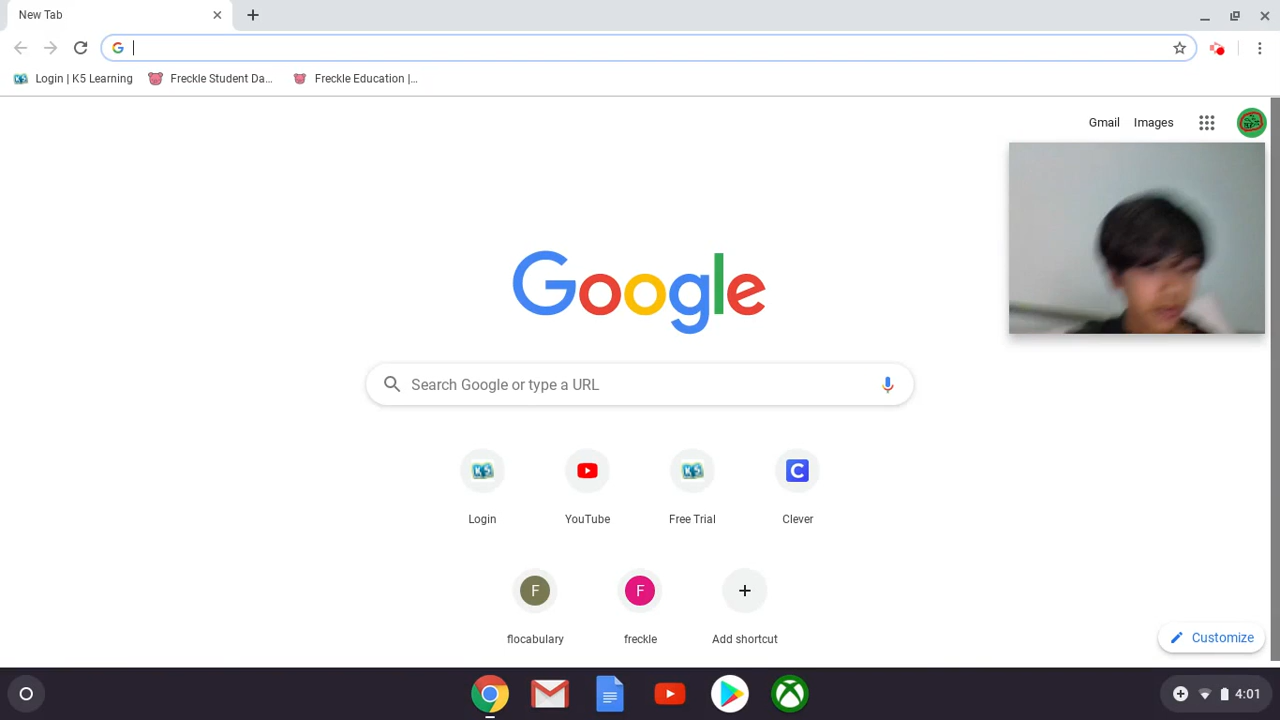 New Tab
Login | K5 Learning
Freckle Student Da...
Freckle Education |...
Gmail
Images
Google
Search Google or type a URL
C
Login
YouTube
Free Trial
Clever
F
F
flocabulary
freckle
Add shortcut
Customize
4:01